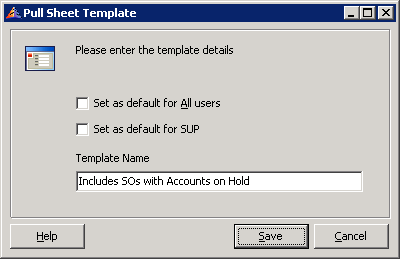 Pull Sheet Template
Please enter the template details
Set as default for All users
Set as default for SUP
Template Name
Includes SOs with Accounts on Hold
Help
Save
Cancel